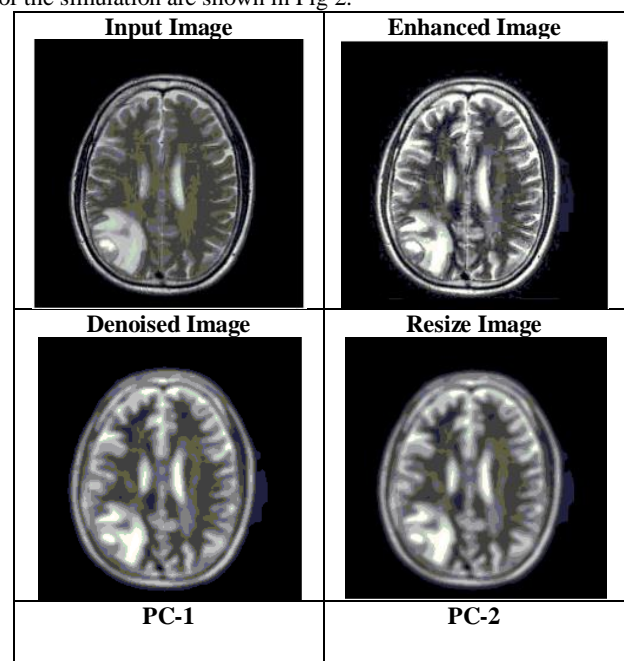 of the simulation are shown in Fig 2.
Input Image
Enhanced Image
Denoised Image
Resize Image
PC-1
PC-2